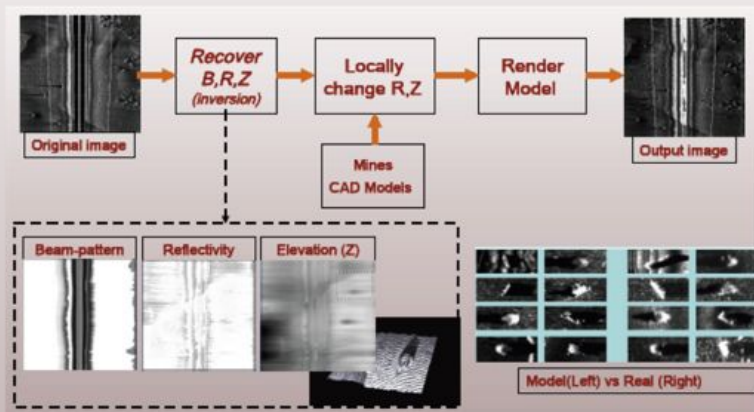 Recover
B,R,Z
(inversion)
Locally
change R,Z
Render
Model
Original image
Mines
CAD Models
Output image
Beam-pattern
Reflectivity
Elevation (Z)
Model(Left) vs Real (Right)